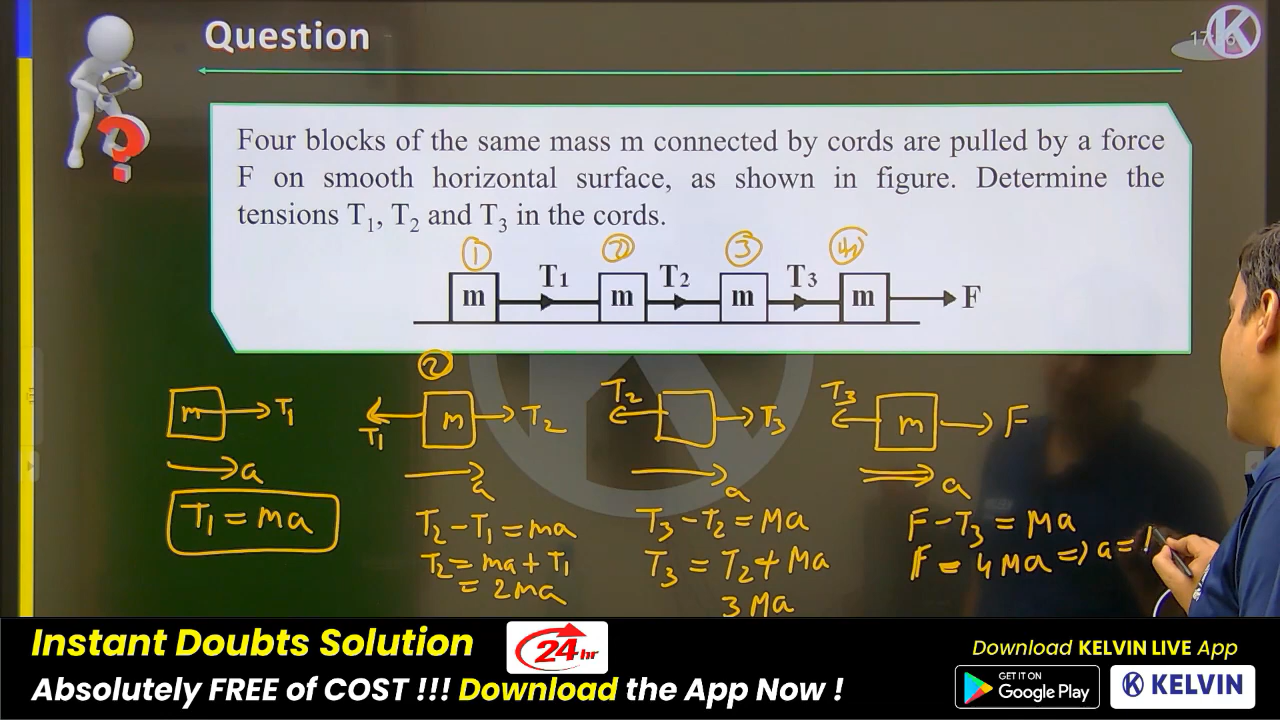 Question
17:36
Four blocks of the same mass m connected by cords are pulled by a force
F on smooth horizontal surface, as shown in figure. Determine the
tensions T₁, T₂ and T₃ in the cords.
① ② ③ ④
m T₁ m T₂ m T₃ m F
②
m T₁
T₁ m T₂
T₂ T₃
T₃ m F
a a a a
T₁ = ma
T₂ - T₁ = ma
T₂ = ma + T₁
= 2ma
T₃ - T₂ = Ma
T₃ = T₂ + Ma
3 Ma
F - T₃ = Ma
F = 4 Ma ⇒ a =
Instant Doubts Solution
24hr
Absolutely FREE of COST !!! Download the App Now !
Download KELVIN LIVE App
GET IT ON
Google Play
K KELVIN